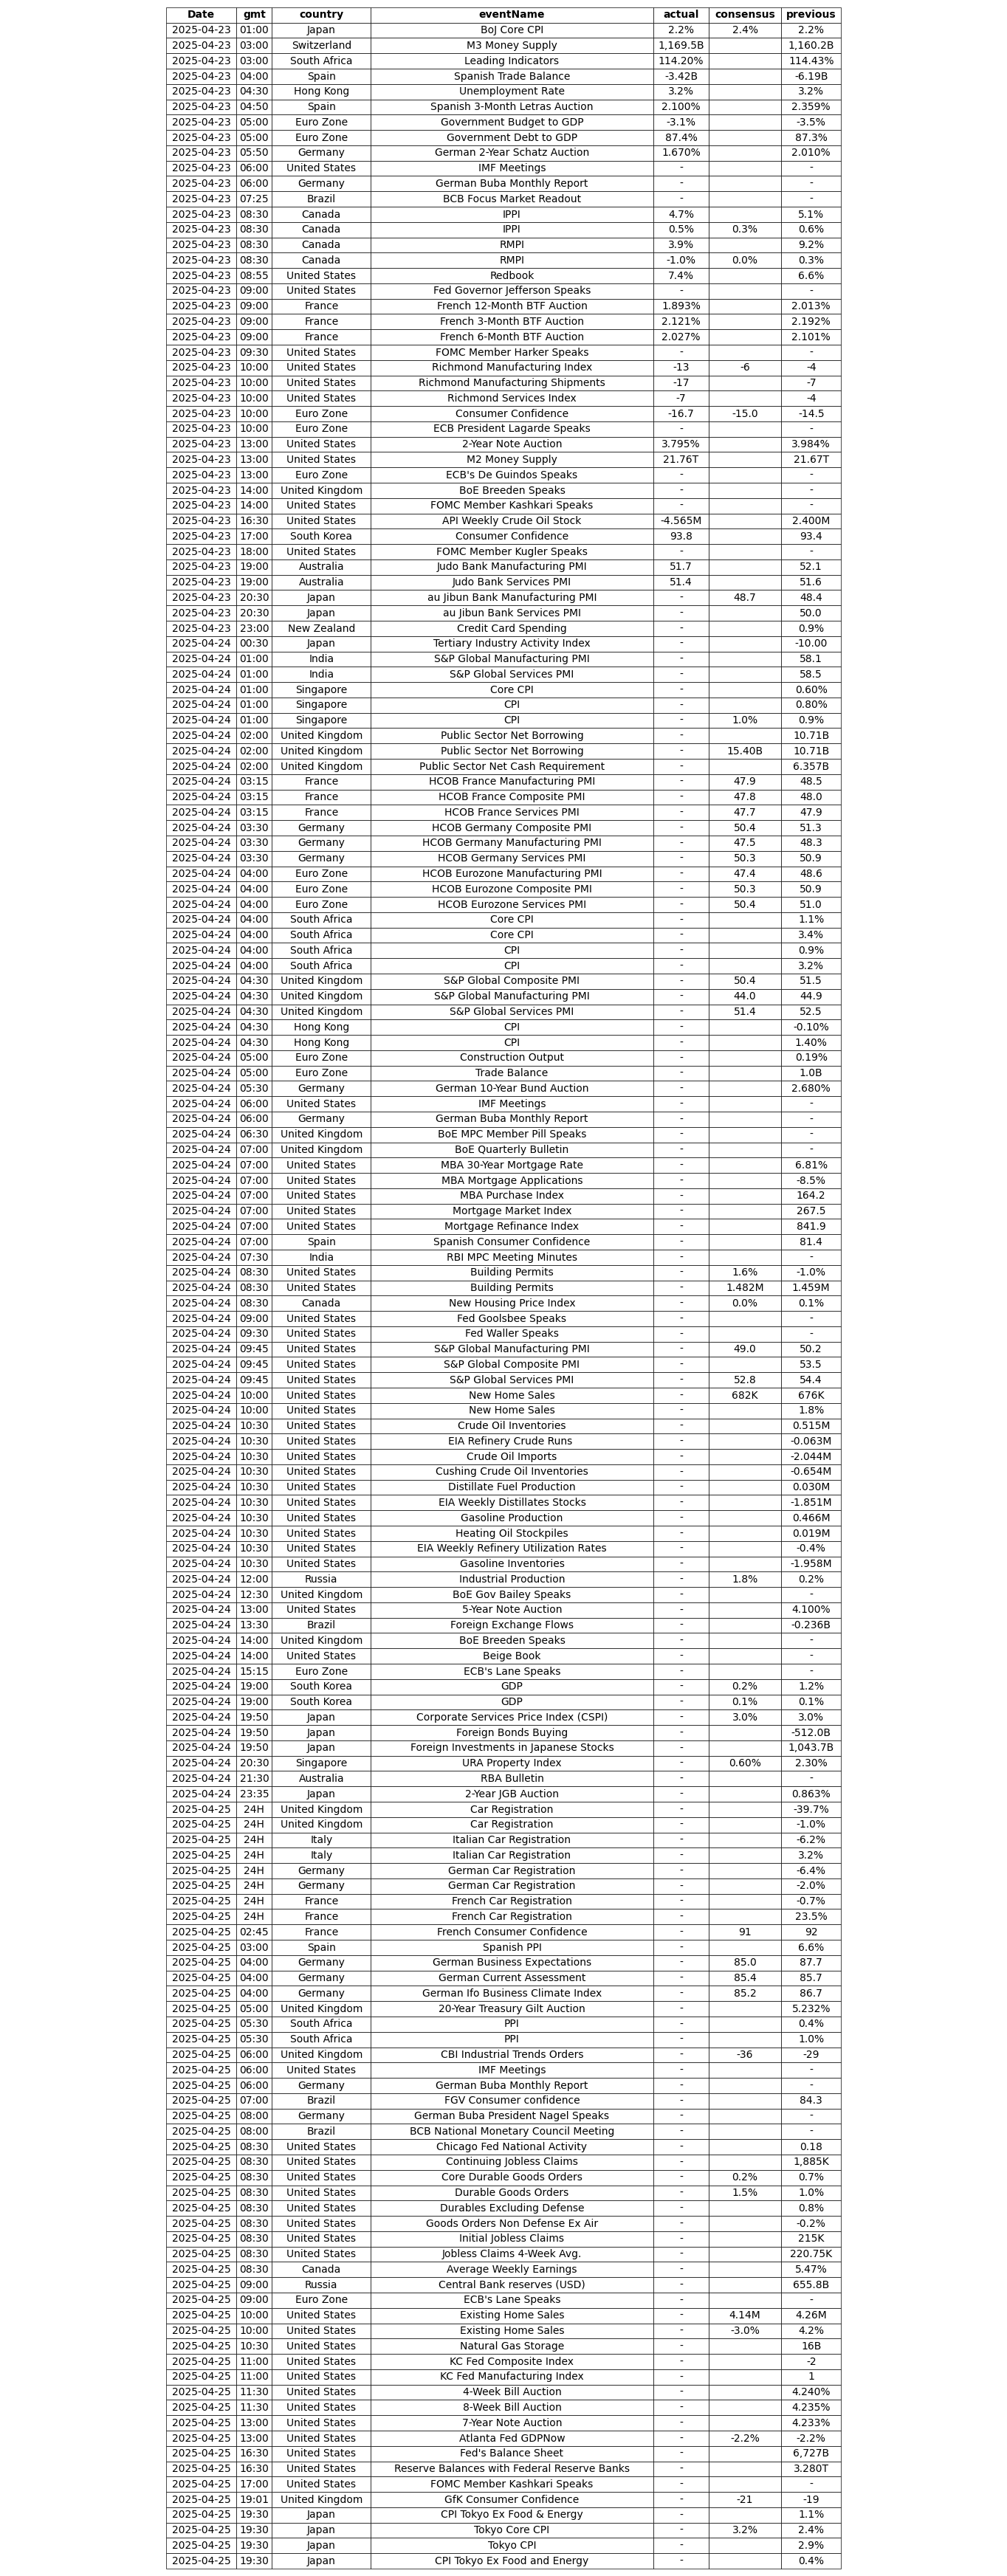 Date gmt country eventName actual consensus previous
2025-04-23 01:00 Japan BoJ Core CPI 2.2% 2.4% 2.2%
2025-04-23 03:00 Switzerland M3 Money Supply 1,169.5B 1,160.2B
2025-04-23 03:00 South Africa Leading Indicators 114.20% 114.43%
2025-04-23 04:00 Spain Spanish Trade Balance -3.42B -6.19B
2025-04-23 04:30 Hong Kong Unemployment Rate 3.2% 3.2%
2025-04-23 04:50 Spain Spanish 3-Month Letras Auction 2.100% 2.359%
2025-04-23 05:00 Euro Zone Government Budget to GDP -3.1% -3.5%
2025-04-23 05:00 Euro Zone Government Debt to GDP 87.4% 87.3%
2025-04-23 05:50 Germany German 2-Year Schatz Auction 1.670% 2.010%
2025-04-23 06:00 United States IMF Meetings - -
2025-04-23 06:00 Germany German Buba Monthly Report - -
2025-04-23 07:25 Brazil BCB Focus Market Readout - -
2025-04-23 08:30 Canada IPPI 4.7% 5.1%
2025-04-23 08:30 Canada IPPI 0.5% 0.3% 0.6%
2025-04-23 08:30 Canada RMPI 3.9% 9.2%
2025-04-23 08:30 Canada RMPI -1.0% 0.0% 0.3%
2025-04-23 08:55 United States Redbook 7.4% 6.6%
2025-04-23 09:00 United States Fed Governor Jefferson Speaks - -
2025-04-23 09:00 France French 12-Month BTF Auction 1.893% 2.013%
2025-04-23 09:00 France French 3-Month BTF Auction 2.121% 2.192%
2025-04-23 09:00 France French 6-Month BTF Auction 2.027% 2.101%
2025-04-23 09:30 United States FOMC Member Harker Speaks - -
2025-04-23 10:00 United States Richmond Manufacturing Index -13 -6 -4
2025-04-23 10:00 United States Richmond Manufacturing Shipments -17 -7
2025-04-23 10:00 United States Richmond Services Index -7 -4
2025-04-23 10:00 Euro Zone Consumer Confidence -16.7 -15.0 -14.5
2025-04-23 10:00 Euro Zone ECB President Lagarde Speaks - -
2025-04-23 13:00 United States 2-Year Note Auction 3.795% 3.984%
2025-04-23 13:00 United States M2 Money Supply 21.76T 21.67T
2025-04-23 13:00 Euro Zone ECB's De Guindos Speaks - -
2025-04-23 14:00 United Kingdom BoE Breeden Speaks - -
2025-04-23 14:00 United States FOMC Member Kashkari Speaks - -
2025-04-23 16:30 United States API Weekly Crude Oil Stock -4.565M 2.400M
2025-04-23 17:00 South Korea Consumer Confidence 93.8 93.4
2025-04-23 18:00 United States FOMC Member Kugler Speaks - -
2025-04-23 19:00 Australia Judo Bank Manufacturing PMI 51.7 52.1
2025-04-23 19:00 Australia Judo Bank Services PMI 51.4 51.6
2025-04-23 20:30 Japan au Jibun Bank Manufacturing PMI - 48.7 48.4
2025-04-23 20:30 Japan au Jibun Bank Services PMI - 50.0
2025-04-23 23:00 New Zealand Credit Card Spending - 0.9%
2025-04-24 00:30 Japan Tertiary Industry Activity Index - -10.00
2025-04-24 01:00 India S&P Global Manufacturing PMI - 58.1
2025-04-24 01:00 India S&P Global Services PMI - 58.5
2025-04-24 01:00 Singapore Core CPI - 0.60%
2025-04-24 01:00 Singapore CPI - 0.80%
2025-04-24 01:00 Singapore CPI - 1.0% 0.9%
2025-04-24 02:00 United Kingdom Public Sector Net Borrowing - 10.71B
2025-04-24 02:00 United Kingdom Public Sector Net Borrowing - 15.40B 10.71B
2025-04-24 02:00 United Kingdom Public Sector Net Cash Requirement - 6.357B
2025-04-24 03:15 France HCOB France Manufacturing PMI - 47.9 48.5
2025-04-24 03:15 France HCOB France Composite PMI - 47.8 48.0
2025-04-24 03:15 France HCOB France Services PMI - 47.7 47.9
2025-04-24 03:30 Germany HCOB Germany Composite PMI - 50.4 51.3
2025-04-24 03:30 Germany HCOB Germany Manufacturing PMI - 47.5 48.3
2025-04-24 03:30 Germany HCOB Germany Services PMI - 50.3 50.9
2025-04-24 04:00 Euro Zone HCOB Eurozone Manufacturing PMI - 47.4 48.6
2025-04-24 04:00 Euro Zone HCOB Eurozone Composite PMI - 50.3 50.9
2025-04-24 04:00 Euro Zone HCOB Eurozone Services PMI - 50.4 51.0
2025-04-24 04:00 South Africa Core CPI - 1.1%
2025-04-24 04:00 South Africa Core CPI - 3.4%
2025-04-24 04:00 South Africa CPI - 0.9%
2025-04-24 04:00 South Africa CPI - 3.2%
2025-04-24 04:30 United Kingdom S&P Global Composite PMI - 50.4 51.5
2025-04-24 04:30 United Kingdom S&P Global Manufacturing PMI - 44.0 44.9
2025-04-24 04:30 United Kingdom S&P Global Services PMI - 51.4 52.5
2025-04-24 04:30 Hong Kong CPI - -0.10%
2025-04-24 04:30 Hong Kong CPI - 1.40%
2025-04-24 05:00 Euro Zone Construction Output - 0.19%
2025-04-24 05:00 Euro Zone Trade Balance - 1.0B
2025-04-24 05:30 Germany German 10-Year Bund Auction - 2.680%
2025-04-24 06:00 United States IMF Meetings - -
2025-04-24 06:00 Germany German Buba Monthly Report - -
2025-04-24 06:30 United Kingdom BoE MPC Member Pill Speaks - -
2025-04-24 07:00 United Kingdom BoE Quarterly Bulletin - -
2025-04-24 07:00 United States MBA 30-Year Mortgage Rate - 6.81%
2025-04-24 07:00 United States MBA Mortgage Applications - -8.5%
2025-04-24 07:00 United States MBA Purchase Index - 164.2
2025-04-24 07:00 United States Mortgage Market Index - 267.5
2025-04-24 07:00 United States Mortgage Refinance Index - 841.9
2025-04-24 07:00 Spain Spanish Consumer Confidence - 81.4
2025-04-24 07:30 India RBI MPC Meeting Minutes - -
2025-04-24 08:30 United States Building Permits - 1.6% -1.0%
2025-04-24 08:30 United States Building Permits - 1.482M 1.459M
2025-04-24 08:30 Canada New Housing Price Index - 0.0% 0.1%
2025-04-24 09:00 United States Fed Goolsbee Speaks - -
2025-04-24 09:30 United States Fed Waller Speaks - -
2025-04-24 09:45 United States S&P Global Manufacturing PMI - 49.0 50.2
2025-04-24 09:45 United States S&P Global Composite PMI - 53.5
2025-04-24 09:45 United States S&P Global Services PMI - 52.8 54.4
2025-04-24 10:00 United States New Home Sales - 682K 676K
2025-04-24 10:00 United States New Home Sales - 1.8%
2025-04-24 10:30 United States Crude Oil Inventories - 0.515M
2025-04-24 10:30 United States EIA Refinery Crude Runs - -0.063M
2025-04-24 10:30 United States Crude Oil Imports - -2.044M
2025-04-24 10:30 United States Cushing Crude Oil Inventories - -0.654M
2025-04-24 10:30 United States Distillate Fuel Production - 0.030M
2025-04-24 10:30 United States EIA Weekly Distillates Stocks - -1.851M
2025-04-24 10:30 United States Gasoline Production - 0.466M
2025-04-24 10:30 United States Heating Oil Stockpiles - 0.019M
2025-04-24 10:30 United States EIA Weekly Refinery Utilization Rates - -0.4%
2025-04-24 10:30 United States Gasoline Inventories - -1.958M
2025-04-24 12:00 Russia Industrial Production - 1.8% 0.2%
2025-04-24 12:30 United Kingdom BoE Gov Bailey Speaks - -
2025-04-24 13:00 United States 5-Year Note Auction - 4.100%
2025-04-24 13:30 Brazil Foreign Exchange Flows - -0.236B
2025-04-24 14:00 United Kingdom BoE Breeden Speaks - -
2025-04-24 14:00 United States Beige Book - -
2025-04-24 15:15 Euro Zone ECB's Lane Speaks - -
2025-04-24 19:00 South Korea GDP - 0.2% 1.2%
2025-04-24 19:00 South Korea GDP - 0.1% 0.1%
2025-04-24 19:50 Japan Corporate Services Price Index (CSPI) - 3.0% 3.0%
2025-04-24 19:50 Japan Foreign Bonds Buying - -512.0B
2025-04-24 19:50 Japan Foreign Investments in Japanese Stocks - 1,043.7B
2025-04-24 20:30 Singapore URA Property Index - 0.60% 2.30%
2025-04-24 21:30 Australia RBA Bulletin - -
2025-04-24 23:35 Japan 2-Year JGB Auction - 0.863%
2025-04-25 24H United Kingdom Car Registration - -39.7%
2025-04-25 24H United Kingdom Car Registration - -1.0%
2025-04-25 24H Italy Italian Car Registration - -6.2%
2025-04-25 24H Italy Italian Car Registration - 3.2%
2025-04-25 24H Germany German Car Registration - -6.4%
2025-04-25 24H Germany German Car Registration - -2.0%
2025-04-25 24H France French Car Registration - -0.7%
2025-04-25 24H France French Car Registration - 23.5%
2025-04-25 02:45 France French Consumer Confidence - 91 92
2025-04-25 03:00 Spain Spanish PPI - 6.6%
2025-04-25 04:00 Germany German Business Expectations - 85.0 87.7
2025-04-25 04:00 Germany German Current Assessment - 85.4 85.7
2025-04-25 04:00 Germany German Ifo Business Climate Index - 85.2 86.7
2025-04-25 05:00 United Kingdom 20-Year Treasury Gilt Auction - 5.232%
2025-04-25 05:30 South Africa PPI - 0.4%
2025-04-25 05:30 South Africa PPI - 1.0%
2025-04-25 06:00 United Kingdom CBI Industrial Trends Orders - -36 -29
2025-04-25 06:00 United States IMF Meetings - -
2025-04-25 06:00 Germany German Buba Monthly Report - -
2025-04-25 07:00 Brazil FGV Consumer confidence - 84.3
2025-04-25 08:00 Germany German Buba President Nagel Speaks - -
2025-04-25 08:00 Brazil BCB National Monetary Council Meeting - -
2025-04-25 08:30 United States Chicago Fed National Activity - 0.18
2025-04-25 08:30 United States Continuing Jobless Claims - 1,885K
2025-04-25 08:30 United States Core Durable Goods Orders - 0.2% 0.7%
2025-04-25 08:30 United States Durable Goods Orders - 1.5% 1.0%
2025-04-25 08:30 United States Durables Excluding Defense - 0.8%
2025-04-25 08:30 United States Goods Orders Non Defense Ex Air - -0.2%
2025-04-25 08:30 United States Initial Jobless Claims - 215K
2025-04-25 08:30 United States Jobless Claims 4-Week Avg. - 220.75K
2025-04-25 08:30 Canada Average Weekly Earnings - 5.47%
2025-04-25 09:00 Russia Central Bank reserves (USD) - 655.8B
2025-04-25 09:00 Euro Zone ECB's Lane Speaks - -
2025-04-25 10:00 United States Existing Home Sales - 4.14M 4.26M
2025-04-25 10:00 United States Existing Home Sales - -3.0% 4.2%
2025-04-25 10:30 United States Natural Gas Storage - 16B
2025-04-25 11:00 United States KC Fed Composite Index - -2
2025-04-25 11:00 United States KC Fed Manufacturing Index - 1
2025-04-25 11:30 United States 4-Week Bill Auction - 4.240%
2025-04-25 11:30 United States 8-Week Bill Auction - 4.235%
2025-04-25 13:00 United States 7-Year Note Auction - 4.233%
2025-04-25 13:00 United States Atlanta Fed GDPNow - -2.2% -2.2%
2025-04-25 16:30 United States Fed's Balance Sheet - 6,727B
2025-04-25 16:30 United States Reserve Balances with Federal Reserve Banks - 3.280T
2025-04-25 17:00 United States FOMC Member Kashkari Speaks - -
2025-04-25 19:01 United Kingdom GfK Consumer Confidence - -21 -19
2025-04-25 19:30 Japan CPI Tokyo Ex Food & Energy - 1.1%
2025-04-25 19:30 Japan Tokyo Core CPI - 3.2% 2.4%
2025-04-25 19:30 Japan Tokyo CPI - 2.9%
2025-04-25 19:30 Japan CPI Tokyo Ex Food and Energy - 0.4%